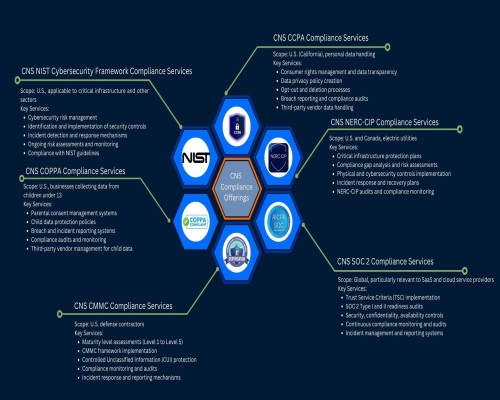 CNS CCPA Compliance Services
Scope: U.S. (California), personal data handling
Key Services:
• Consumer rights management and data transparency
• Data privacy policy creation
• Opt-out and deletion processes
• Breach reporting and compliance audits
• Third-party vendor data handling
CNS NIST Cybersecurity Framework Compliance Services
Scope: U.S., applicable to critical infrastructure and other
sectors
Key Services:
• Cybersecurity risk management
• Identification and implementation of security controls
• Incident detection and response mechanisms
• Ongoing risk assessments and monitoring
• Compliance with NIST guidelines
CNS NERC-CIP Compliance Services
Scope: U.S. and Canada, electric utilities
Key Services:
• Critical infrastructure protection plans
• Compliance gap analysis and risk assessments
• Physical and cybersecurity controls implementation
• Incident response and recovery plans
• NERC-CIP audits and compliance monitoring
CNS COPPA Compliance Services
Scope: U.S., businesses collecting data from
children under 13
Key Services:
• Parental consent management systems
• Child data protection policies
• Breach and incident reporting systems
• Compliance audits and monitoring
• Third-party vendor management for child data
CCPA
NIST
NERC CIP
CNS
Compliance
Offerings
COPPA
COMPLIANT
AICPA
SOC
CNS SOC 2 Compliance Services
Scope: Global, particularly relevant to SaaS and cloud service providers
Key Services:
• Trust Service Criteria (TSC) implementation
• SOC 2 Type I and II readiness audits
• Security, confidentiality, availability controls
• Continuous compliance monitoring and audits
• Incident management and reporting systems
CNS CMMC Compliance Services
Scope: U.S. defense contractors
Key Services:
• Maturity level assessments (Level 1 to Level 5)
• CMMC framework implementation
• Controlled Unclassified Information (CUI) protection
• Compliance monitoring and audits
• Incident response and reporting mechanisms